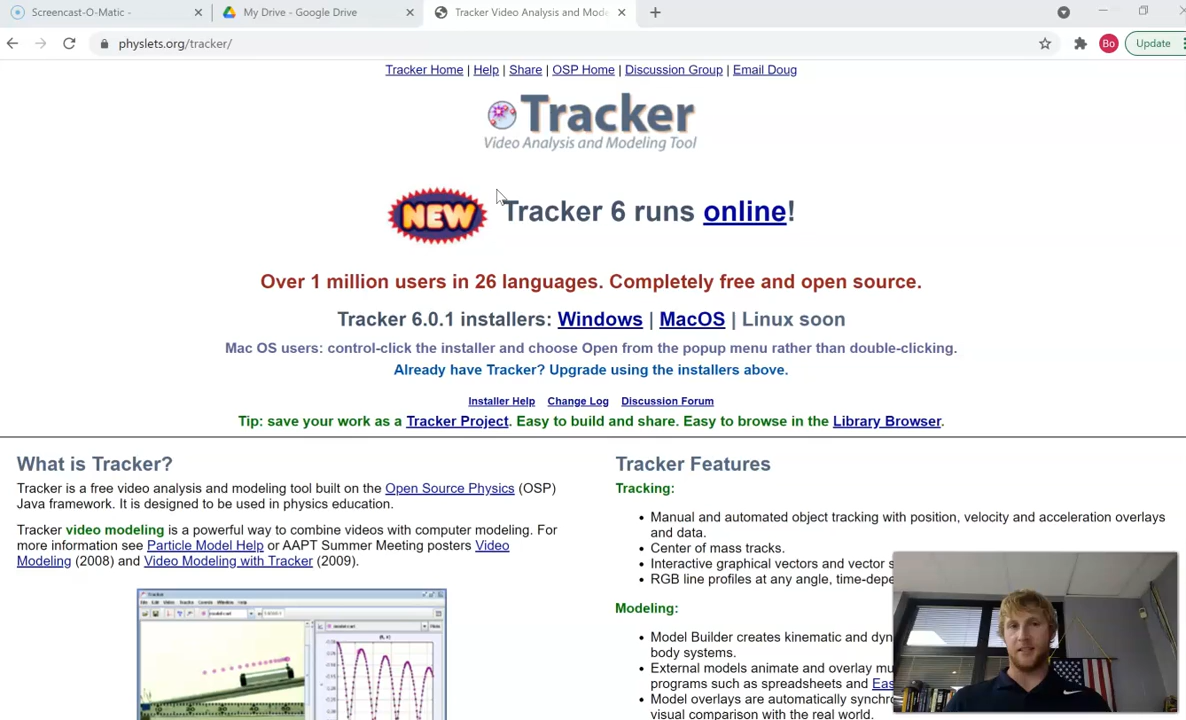 Screencast-O-Matic -
My Drive - Google Drive
Tracker Video Analysis and Mode
physlets.org/tracker/
Bo
Update
Tracker Home | Help | Share | OSP Home | Discussion Group | Email Doug
Tracker
Video Analysis and Modeling Tool
NEW
Tracker 6 runs online!
Over 1 million users in 26 languages. Completely free and open source.
Tracker 6.0.1 installers: Windows | MacOS | Linux soon
Mac OS users: control-click the installer and choose Open from the popup menu rather than double-clicking.
Already have Tracker? Upgrade using the installers above.
Installer Help Change Log Discussion Forum
Tip: save your work as a Tracker Project. Easy to build and share. Easy to browse in the Library Browser.
What is Tracker?
Tracker is a free video analysis and modeling tool built on the Open Source Physics (OSP)
Java framework. It is designed to be used in physics education.
Tracker video modeling is a powerful way to combine videos with computer modeling. For
more information see Particle Model Help or AAPT Summer Meeting posters Video
Modeling (2008) and Video Modeling with Tracker (2009).
Tracker Features
Tracking:
Manual and automated object tracking with position, velocity and acceleration overlays
and data.
Center of mass tracks.
Interactive graphical vectors and vector s
RGB line profiles at any angle, time-depe
Modeling:
Model Builder creates kinematic and dyn
body systems.
External models animate and overlay mu
programs such as spreadsheets and Eas
Model overlays are automatically synchr
visual comparison with the real world.